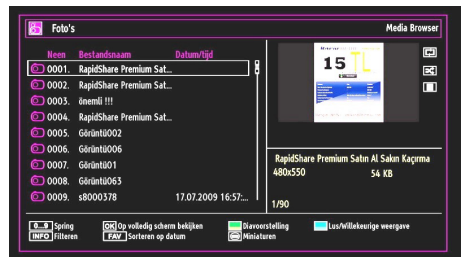 Foto's
Media Browser
Neen Bestandsnaam Datum/tijd
0001. RapidShare Premium Sat...
0002. RapidShare Premium Sat...
0003. önemli !!!
0004. RapidShare Premium Sat...
0005. Görüntü002
0006. Görüntü006
0007. Görüntü01
0008. Görüntü063
0009. s8000378 17.07.2009 16:57:...
15 TL
RapidShare Premium Satın Al Sakın Kaçırma
480x550 54 KB
1/90
0...9 Spring
OK Op volledig scherm bekijken
Diavoorstelling
Lus/Willekeurige weergave
INFO Filteren
FAV Sorteren op datum
Miniaturen